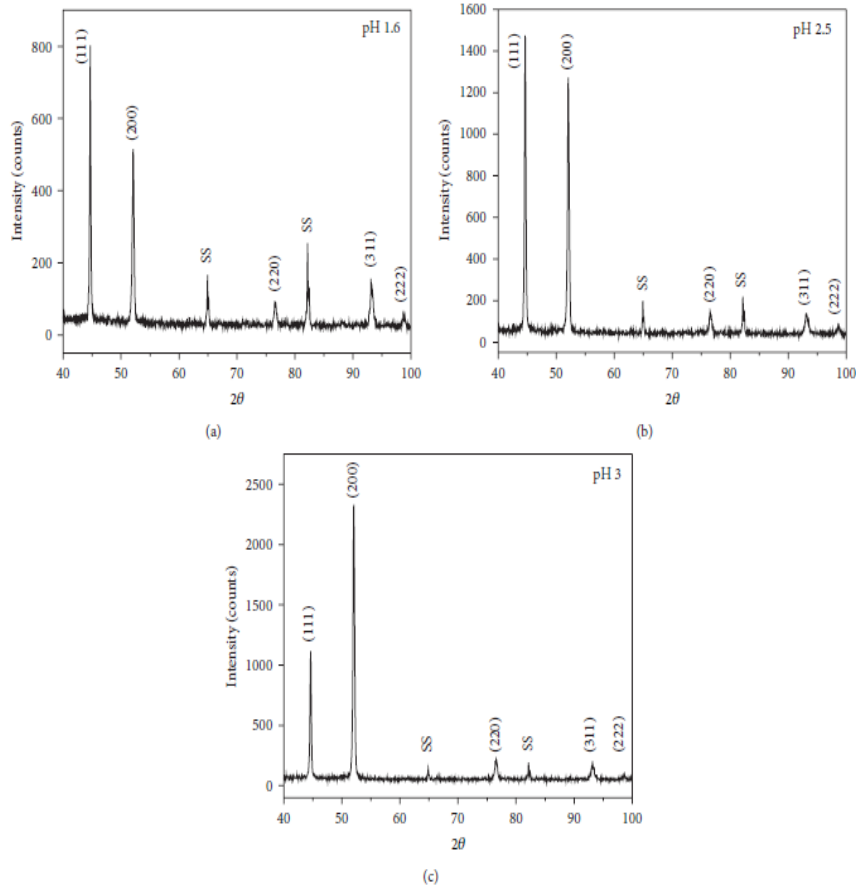 pH 1.6
(111)
(200)
SS
(220)
SS
(311)
(222)
Intensity (counts)
800
600
400
200
0
40 50 60 70 80 90 100
2θ
(a)
pH 2.5
(111)
(200)
SS
(220)
SS
(311)
(222)
Intensity (counts)
1600
1400
1200
1000
800
600
400
200
0
40 50 60 70 80 90 100
2θ
(b)
pH 3
(111)
(200)
SS
(220)
SS
(311)
(222)
Intensity (counts)
2500
2000
1500
1000
500
0
40 50 60 70 80 90 100
2θ
(c)